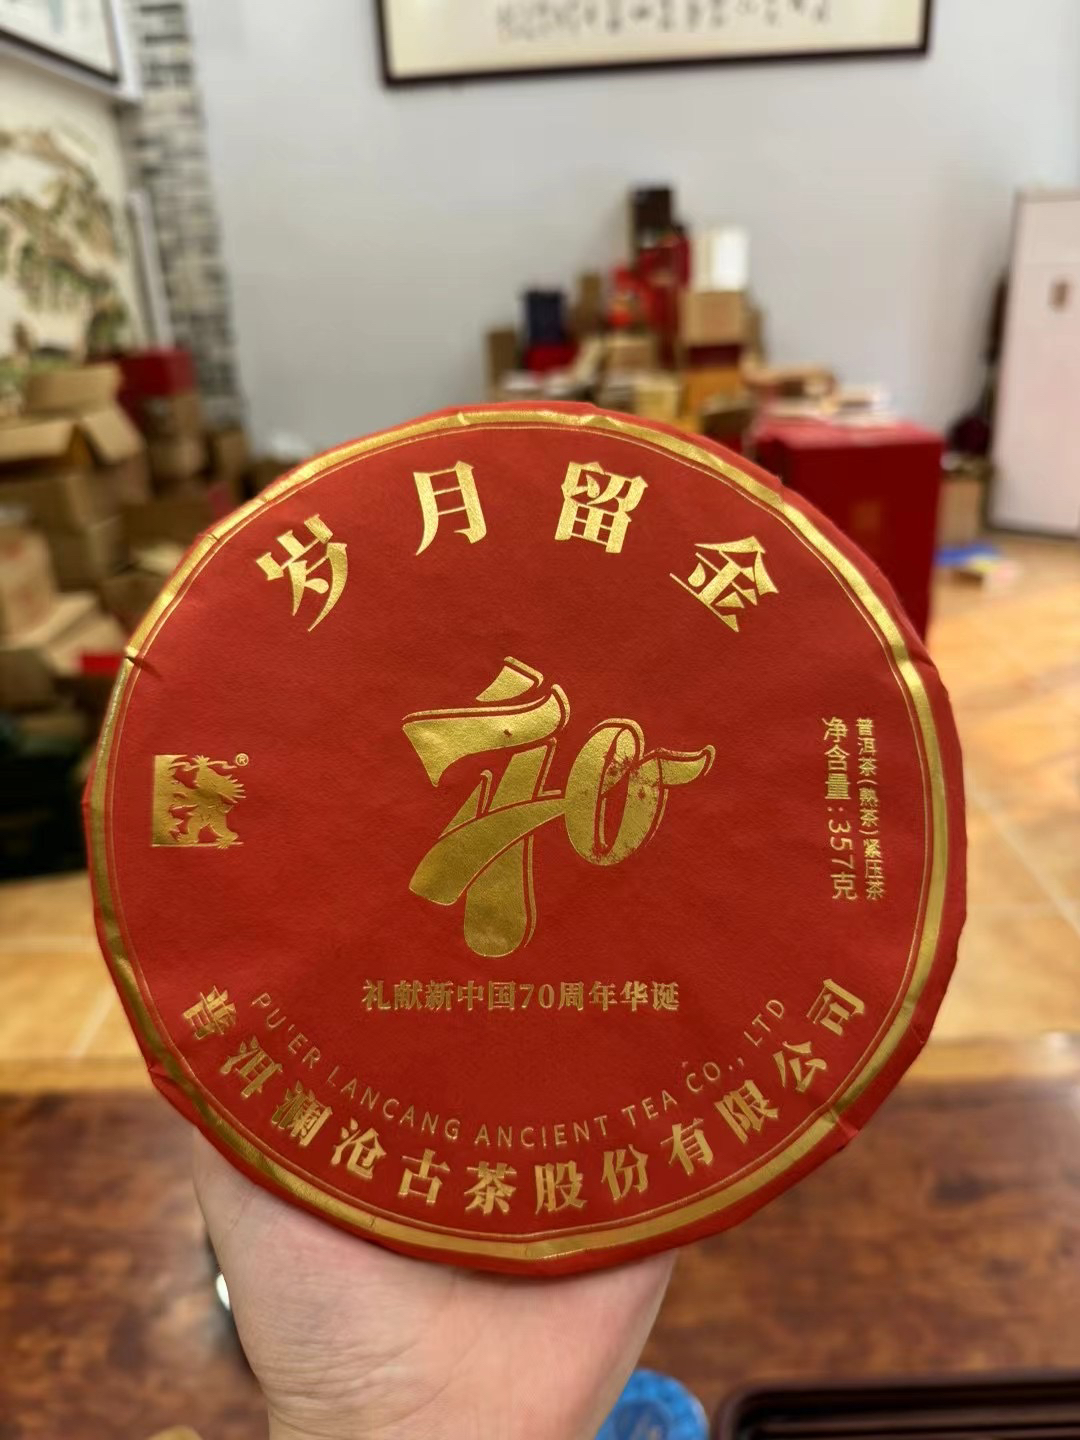 岁月留金
70
®
普洱茶(熟茶)紧压茶
净含量:357克
礼献新中国70周年华诞
PU'ER LANCANG ANCIENT TEA CO., LTD
普洱澜沧古茶股份有限公司